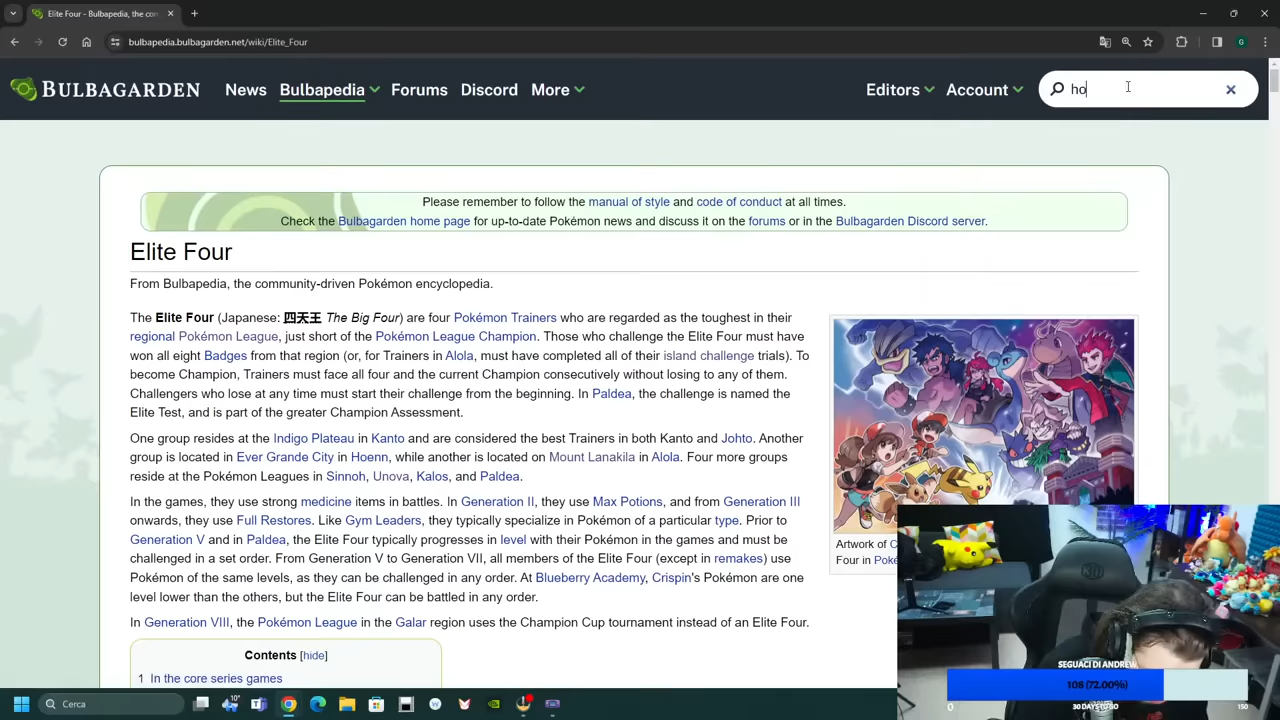 Elite Four - Bulbapedia, the co
bulbapedia.bulbagarden.net/wiki/Elite_Four
BULBAGARDEN News Bulbapedia Forums Discord More Editors Account ho
Please remember to follow the manual of style and code of conduct at all times.
Check the Bulbagarden home page for up-to-date Pokémon news and discuss it on the forums or in the Bulbagarden Discord server.
Elite Four
From Bulbapedia, the community-driven Pokémon encyclopedia.
The Elite Four (Japanese: 四天王 The Big Four) are four Pokémon Trainers who are regarded as the toughest in their
regional Pokémon League, just short of the Pokémon League Champion. Those who challenge the Elite Four must have
won all eight Badges from that region (or, for Trainers in Alola, must have completed all of their island challenge trials). To
become Champion, Trainers must face all four and the current Champion consecutively without losing to any of them.
Challengers who lose at any time must start their challenge from the beginning. In Paldea, the challenge is named the
Elite Test, and is part of the greater Champion Assessment.
One group resides at the Indigo Plateau in Kanto and are considered the best Trainers in both Kanto and Johto. Another
group is located in Ever Grande City in Hoenn, while another is located on Mount Lanakila in Alola. Four more groups
reside at the Pokémon Leagues in Sinnoh, Unova, Kalos, and Paldea.
In the games, they use strong medicine items in battles. In Generation II, they use Max Potions, and from Generation III
onwards, they use Full Restores. Like Gym Leaders, they typically specialize in Pokémon of a particular type. Prior to
Generation V and in Paldea, the Elite Four typically progresses in level with their Pokémon in the games and must be
challenged in a set order. From Generation V to Generation VII, all members of the Elite Four (except in remakes) use
Pokémon of the same levels, as they can be challenged in any order. At Blueberry Academy, Crispin's Pokémon are one
level lower than the others, but the Elite Four can be battled in any order.
In Generation VIII, the Pokémon League in the Galar region uses the Champion Cup tournament instead of an Elite Four.
Artwork of
Four in
Contents [hide]
1 In the core series games
SEGUACI DI ANDREW
108 (72.00%)
0 30 DAYS TO GO 150
Cerca
10°